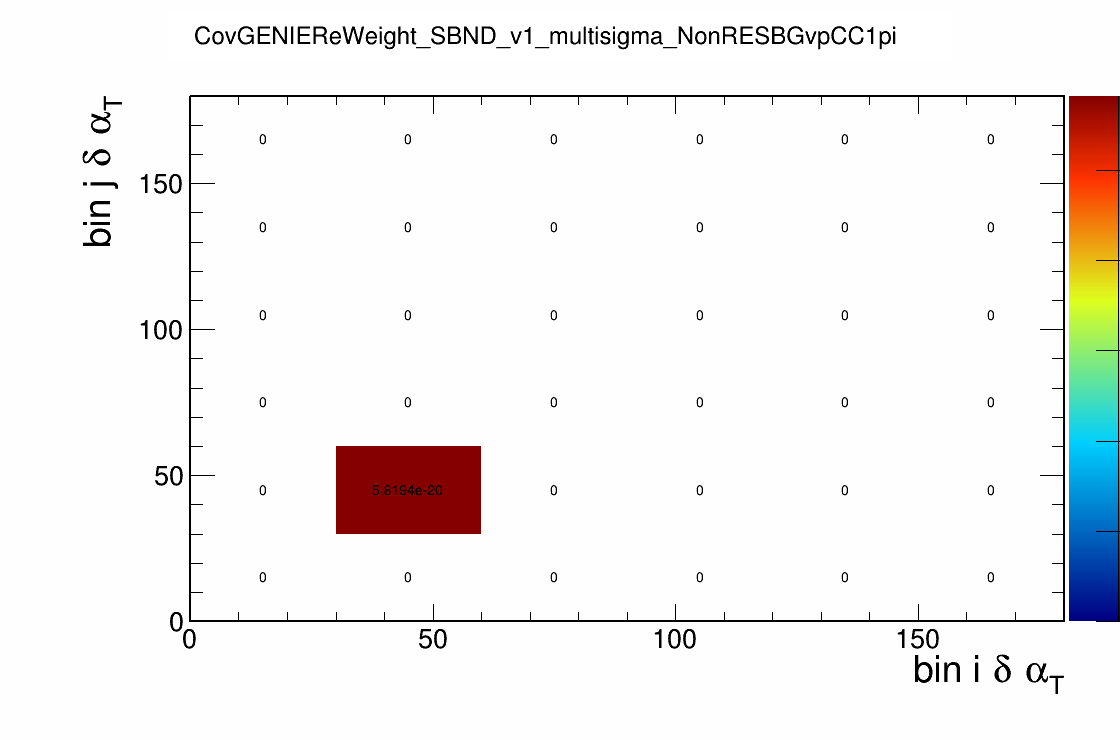 CovGENIEReWeight_SBND_v1_multisigma_NonRESBGvpCC1pi
bin j δ α_T
150
100
50
0
0 0 0 0 0 0
0 0 0 0 0 0
0 0 0 0 0 0
0 0 0 0 0 0
0 5.8194e-20 0 0 0 0
0 0 0 0 0 0
0 50 100 150
bin i δ α_T